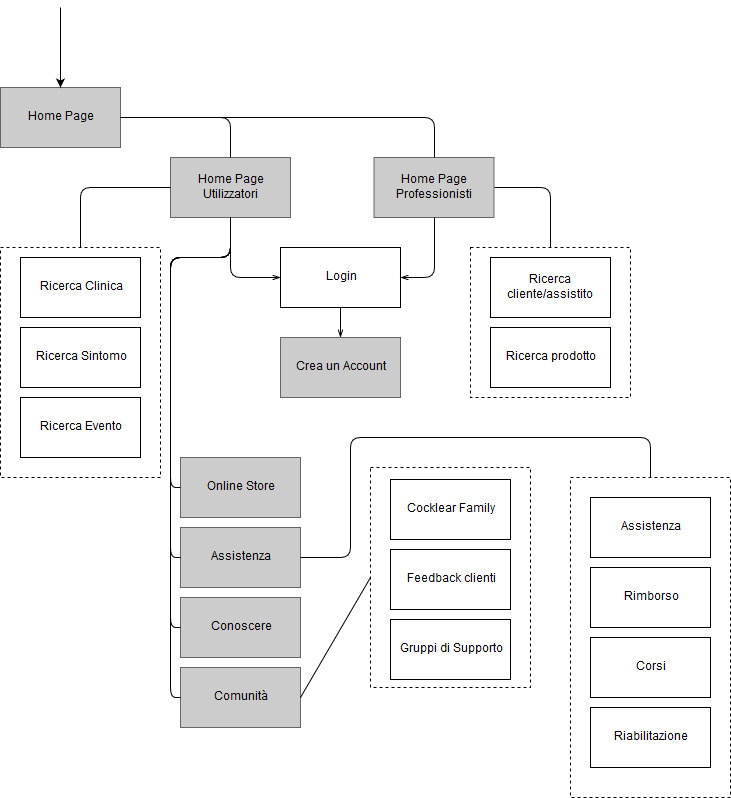 Home Page
Home Page
Utilizzatori
Home Page
Professionisti
Ricerca Clinica
Ricerca Sintomo
Ricerca Evento
Login
Crea un Account
Ricerca
cliente/assistito
Ricerca prodotto
Online Store
Assistenza
Conoscere
Comunità
Cocklear Family
Feedback clienti
Gruppi di Supporto
Assistenza
Rimborso
Corsi
Riabilitazione